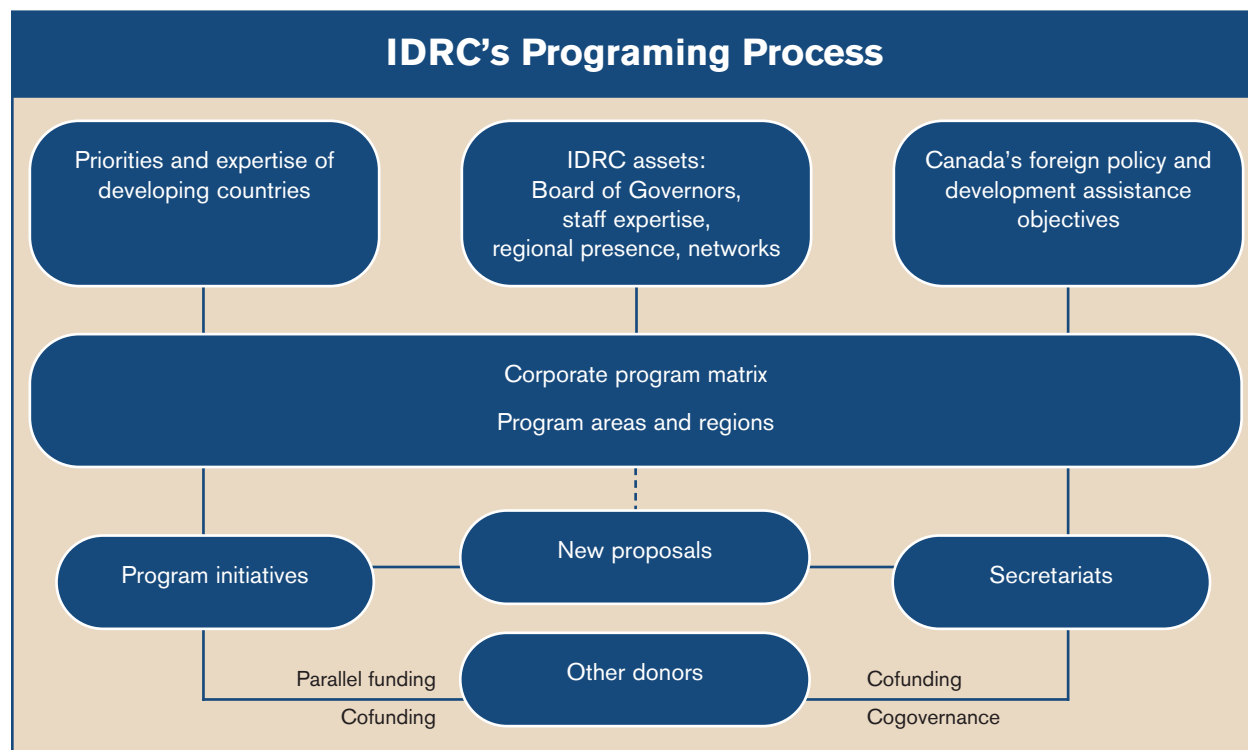 IDRC’s Programing Process
Priorities and expertise of
developing countries
IDRC assets:
Board of Governors,
staff expertise,
regional presence, networks
Canada’s foreign policy and
development assistance
objectives
Corporate program matrix
Program areas and regions
Program initiatives
New proposals
Secretariats
Parallel funding
Cofunding
Other donors
Cofunding
Cogovernance